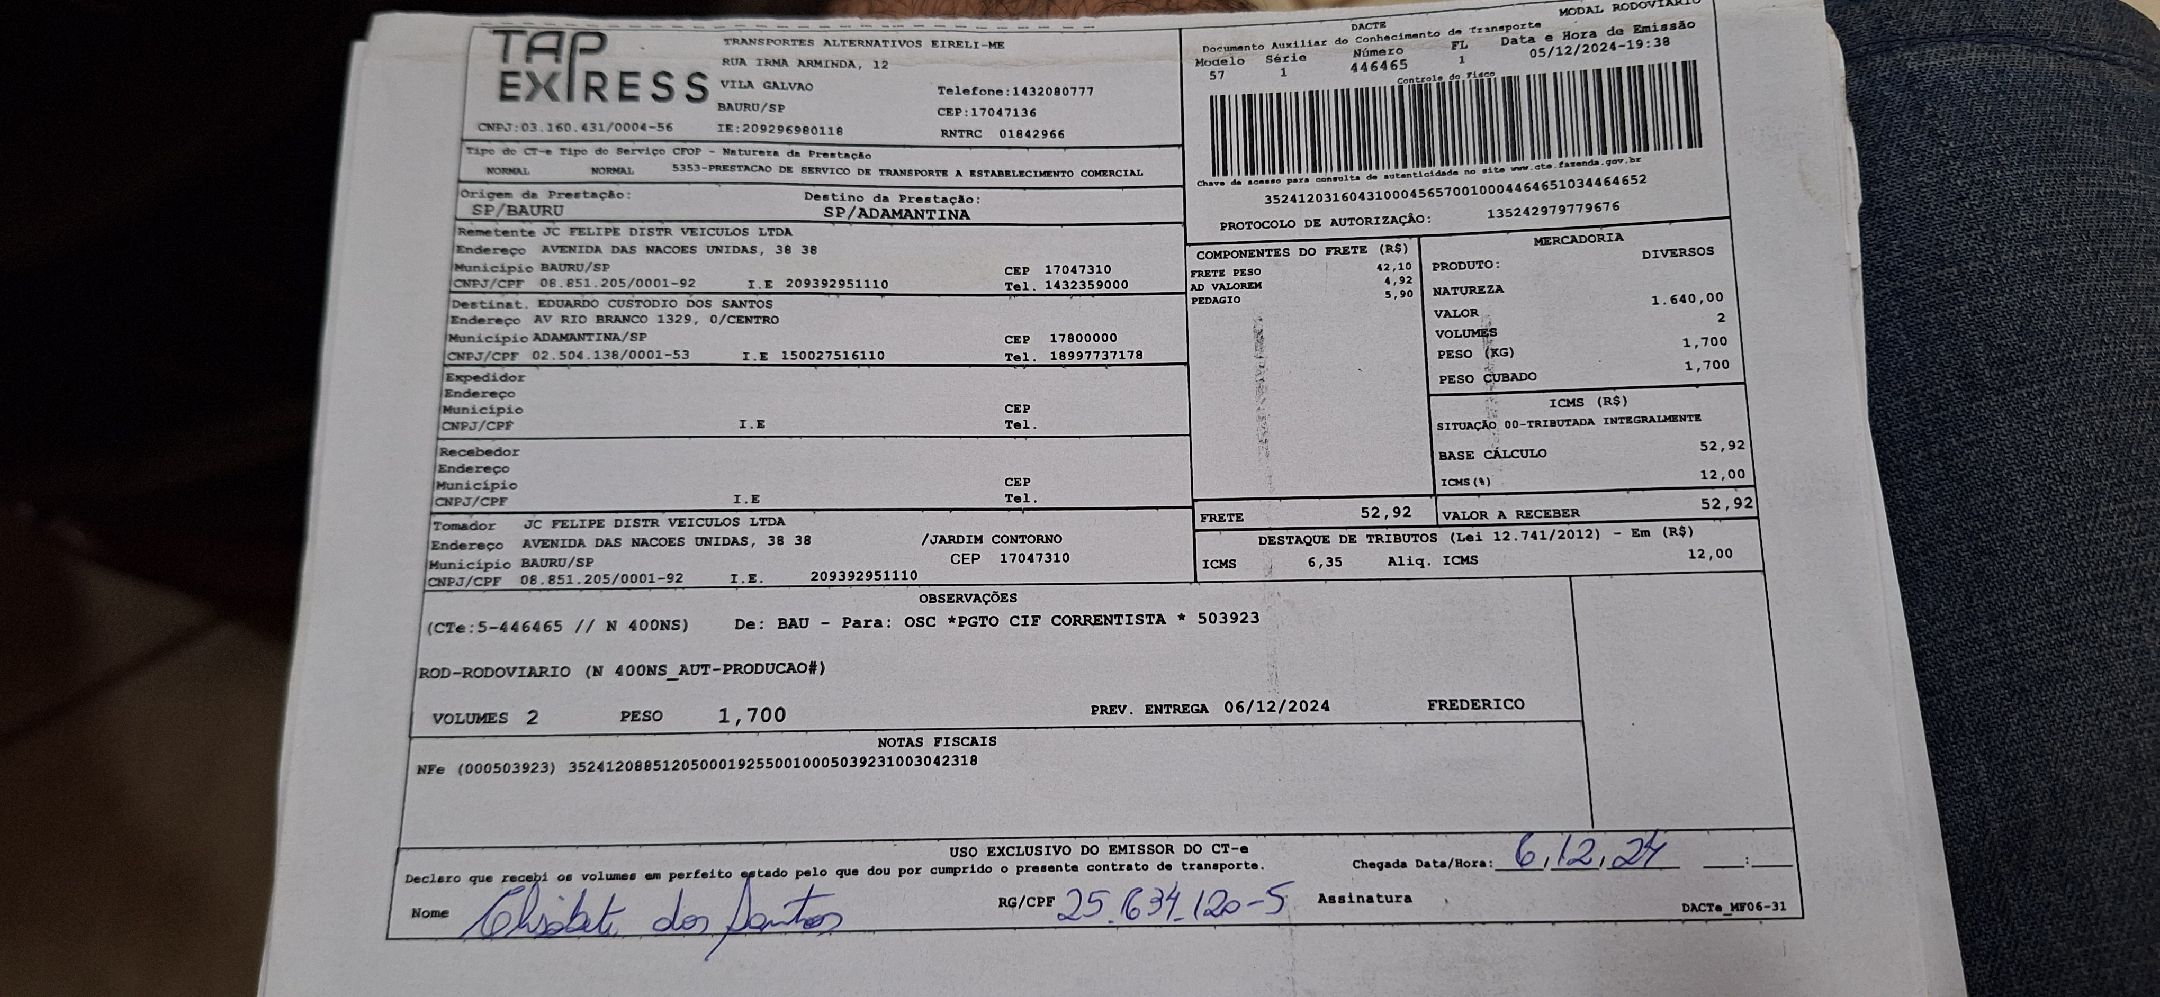 TAP EXPRESS
TRANSPORTES ALTERNATIVOS EIRELI-ME
RUA IRMA ARMINDA, 12
VILA GALVAO
Telefone:1432080777
BAURU/SP
CEP:17047136
CNPJ:03.160.431/0004-56 IE:209296980118 RNTRC 01842966
MODAL RODOVIARIO
DACTE
Documento Auxiliar do Conhecimento de Transporte
Modelo Série Número FL Data e Hora de Emissão
57 1 446465 1 05/12/2024-19:38
Controle do Fisco
Chave de acesso para consulta de autenticidade no site www.cte.fazenda.gov.br
35241203160431000456570010004464651034464652
PROTOCOLO DE AUTORIZAÇÃO: 135242979779676
Tipo do CT-e Tipo do Serviço CFOP - Natureza da Prestação
NORMAL NORMAL 5353-PRESTACAO DE SERVICO DE TRANSPORTE A ESTABELECIMENTO COMERCIAL
Origem da Prestação: Destino da Prestação:
SP/BAURU SP/ADAMANTINA
Remetente JC FELIPE DISTR VEICULOS LTDA
Endereço AVENIDA DAS NACOES UNIDAS, 38 38
Município BAURU/SP CEP 17047310
CNPJ/CPF 08.851.205/0001-92 I.E 209392951110 Tel. 1432359000
Destinat. EDUARDO CUSTODIO DOS SANTOS
Endereço AV RIO BRANCO 1329, 0/CENTRO
Município ADAMANTINA/SP CEP 17800000
CNPJ/CPF 02.504.138/0001-53 I.E 150027516110 Tel. 18997737178
Expedidor
Endereço
Município CEP
CNPJ/CPF I.E Tel.
Recebedor
Endereço
Município CEP
CNPJ/CPF I.E Tel.
Tomador JC FELIPE DISTR VEICULOS LTDA
Endereço AVENIDA DAS NACOES UNIDAS, 38 38 /JARDIM CONTORNO
Município BAURU/SP CEP 17047310
CNPJ/CPF 08.851.205/0001-92 I.E. 209392951110
COMPONENTES DO FRETE (R$)
FRETE PESO 42,10
AD VALOREM 4,92
PEDAGIO 5,90
MERCADORIA
PRODUTO: DIVERSOS
NATUREZA
VALOR 1.640,00
VOLUMES 2
PESO (KG) 1,700
PESO CUBADO 1,700
ICMS (R$)
SITUAÇÃO 00-TRIBUTADA INTEGRALMENTE
BASE CÁLCULO 52,92
ICMS(%) 12,00
FRETE 52,92 VALOR A RECEBER 52,92
DESTAQUE DE TRIBUTOS (Lei 12.741/2012) - Em (R$)
ICMS 6,35 Aliq. ICMS 12,00
OBSERVAÇÕES
(CTe:5-446465 // N 400NS) De: BAU - Para: OSC *PGTO CIF CORRENTISTA * 503923
ROD-RODOVIARIO (N 400NS_AUT-PRODUCAO#)
VOLUMES 2 PESO 1,700 PREV. ENTREGA 06/12/2024 FREDERICO
NOTAS FISCAIS
NFe (000503923) 35241208851205000192550010005039231003042318
USO EXCLUSIVO DO EMISSOR DO CT-e
Declaro que recebi os volumes em perfeito estado pelo que dou por cumprido o presente contrato de transporte. Chegada Data/Hora: 6,12,24 :
Nome Elisabete dos Santos RG/CPF 25.634.120-5 Assinatura
DACTe_MF06-31